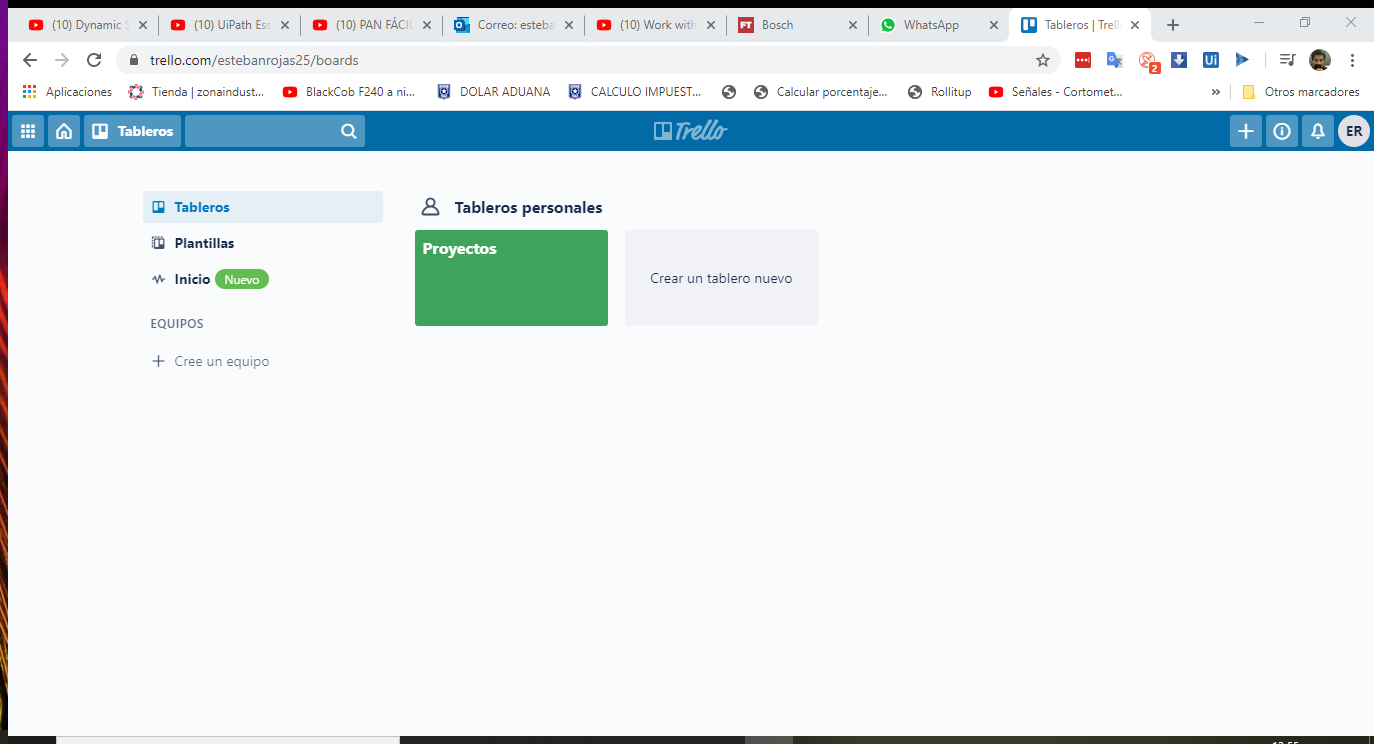 (10) Dynamic S
(10) UiPath Ess
(10) PAN FÁCIL
Correo: esteba
(10) Work with
Bosch
WhatsApp
Tableros | Trell
trello.com/estebanrojas25/boards
2
Ui
Aplicaciones
Tienda | zonaindust...
BlackCob F240 a ni...
DOLAR ADUANA
CALCULO IMPUEST...
Calcular porcentaje...
Rollitup
Señales - Cortomet...
»
Otros marcadores
Tableros
Trello
ER
Tableros
Plantillas
Inicio Nuevo
EQUIPOS
+ Cree un equipo
Tableros personales
Proyectos
Crear un tablero nuevo